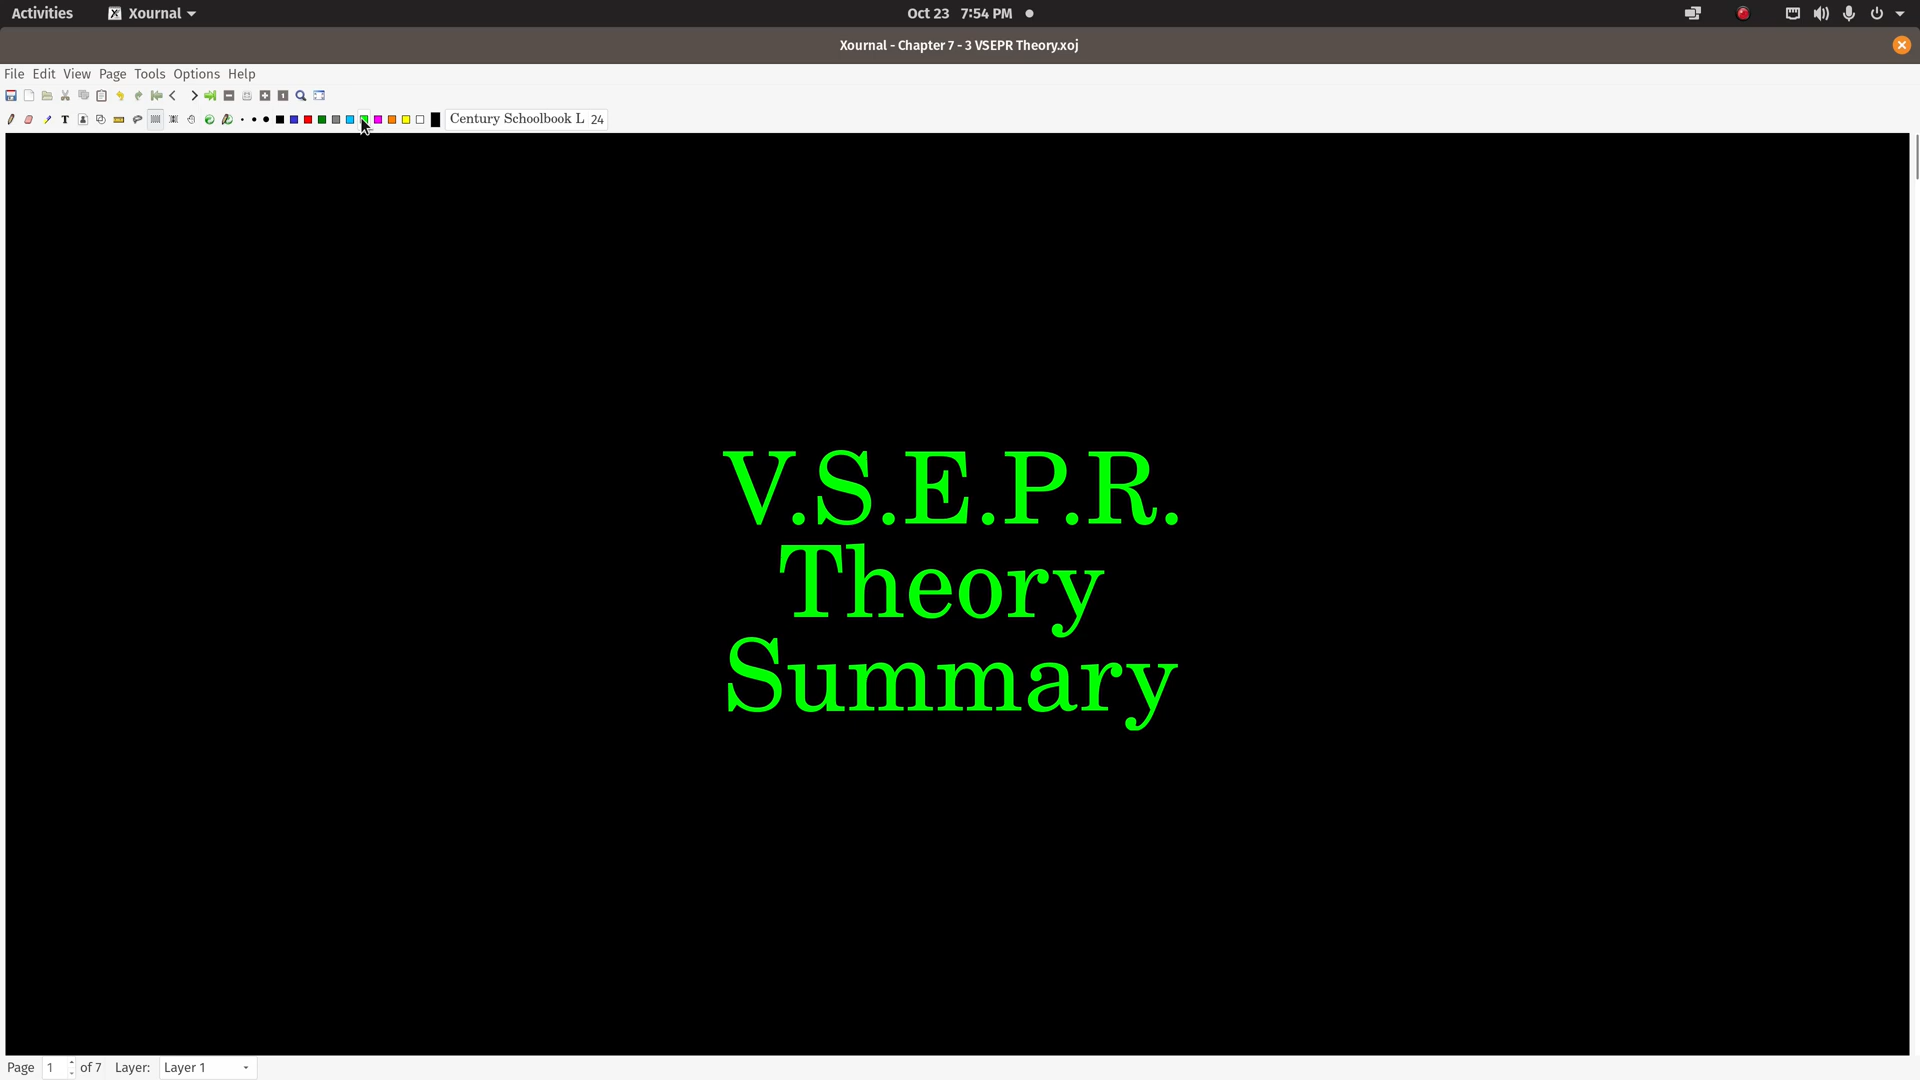 Activities Xournal Oct 23 7:54 PM
Xournal - Chapter 7 - 3 VSEPR Theory.xoj
File Edit View Page Tools Options Help
Century Schoolbook L 24
V.S.E.P.R.
Theory
Summary
Page 1 of 7 Layer: Layer 1